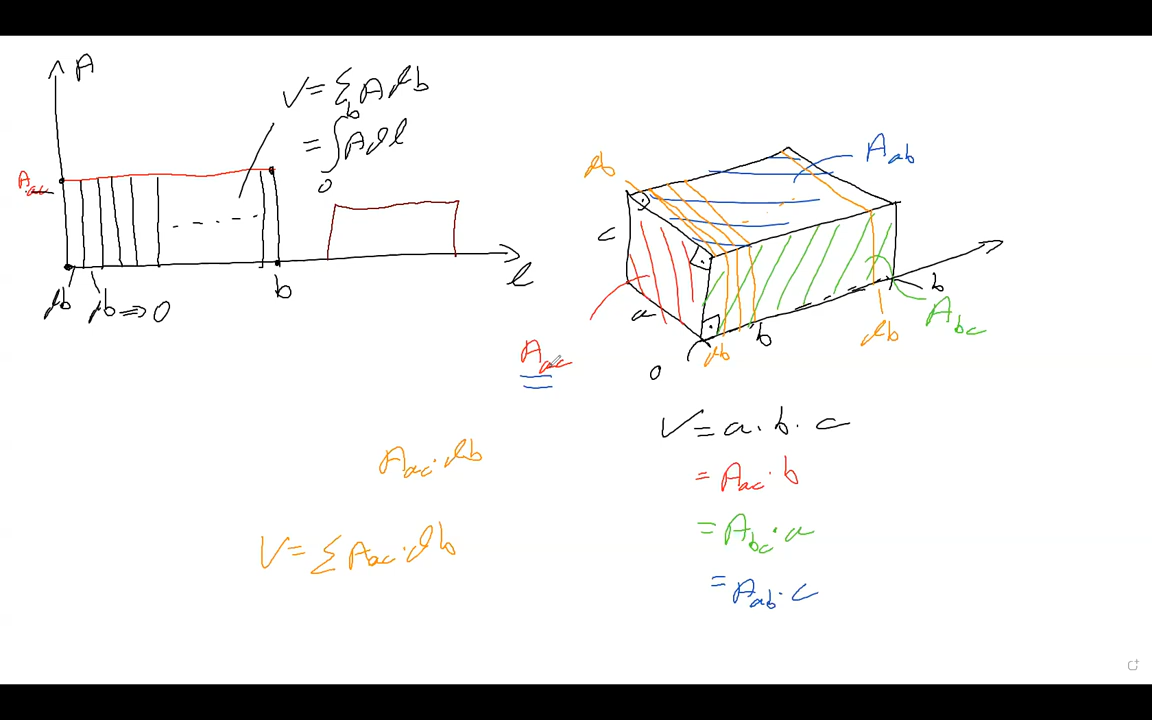 A
V = Σ A db
= ∫₀ᵇ A dl
A_ac
db
db ⇒ 0
b
l
db
A_ab
c
a
A_ac
0
db
b
db
b
A_bc
V = a · b · c
= A_ac · b
= A_bc · a
= A_ab · c
A_ac · db
V = Σ A_ac · db